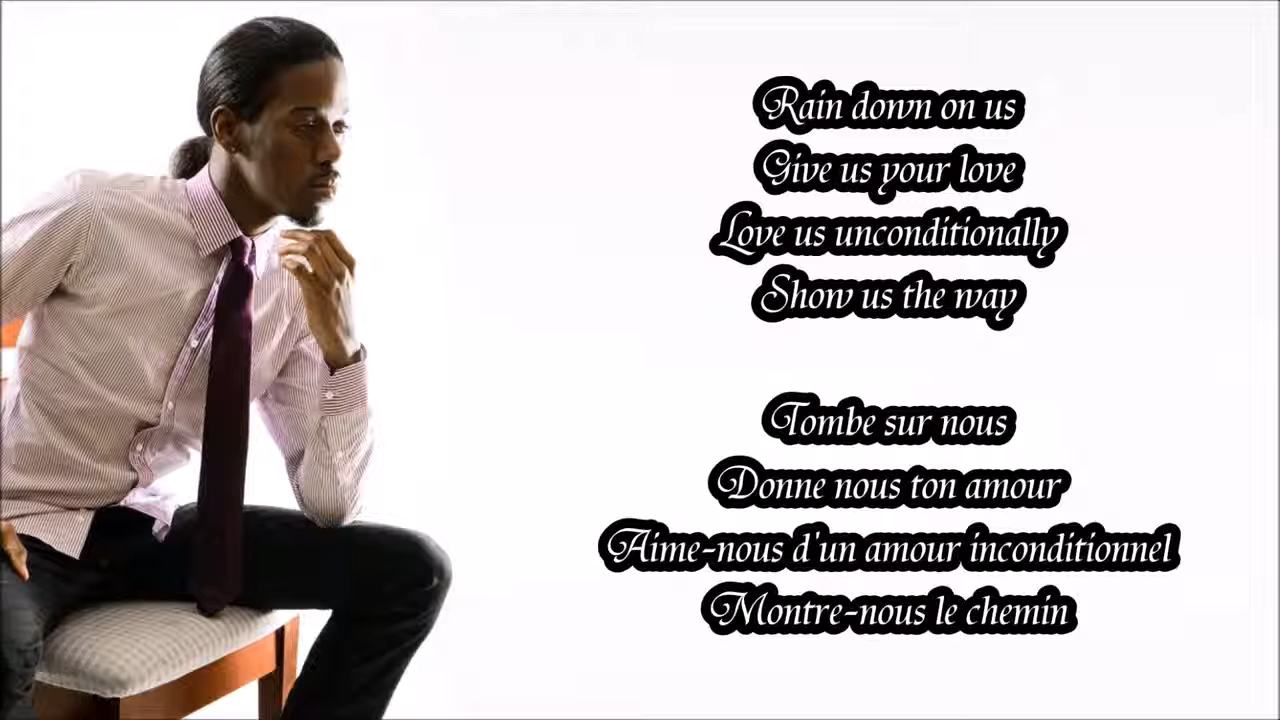 Rain down on us
Give us your love
Love us unconditionally
Show us the way
Tombe sur nous
Donne nous ton amour
Aime-nous d'un amour inconditionnel
Montre-nous le chemin